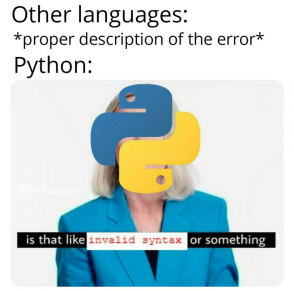 Other languages:
*proper description of the error*
Python:
is that like invalid syntax or something